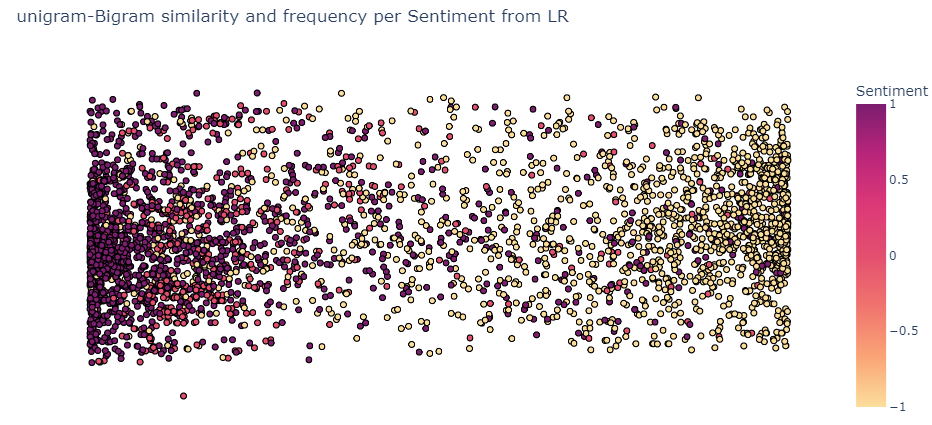 unigram-Bigram similarity and frequency per Sentiment from LR
Sentiment
1
0.5
0
−0.5
−1